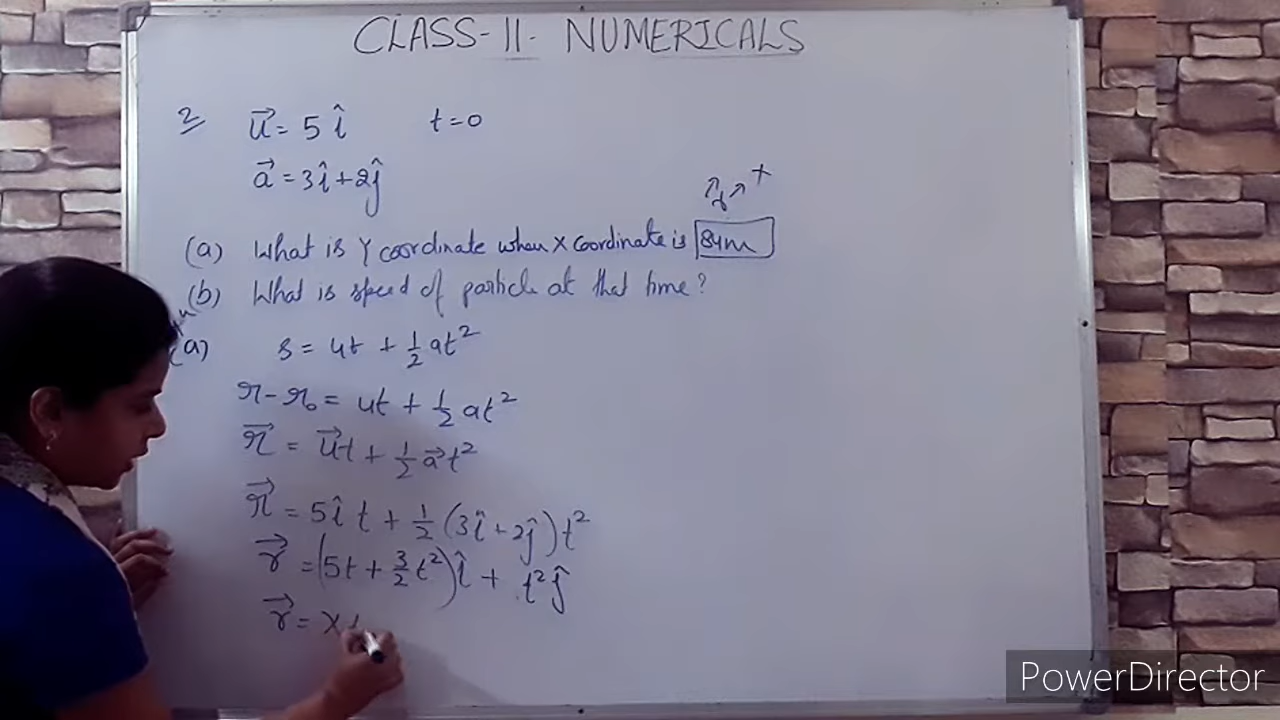 CLASS-11. NUMERICALS
2 u⃗ = 5 î t=0
a⃗ = 3î+2ĵ
(a) What is Y coordinate when X coordinate is 84m
(b) What is speed of particle at that time?
(a) s = ut + 1/2 at²
r-r₀ = ut + 1/2 at²
r⃗ = u⃗t + 1/2 a⃗t²
r⃗ = 5î t + 1/2 (3î+2ĵ)t²
r⃗ = (5t + 3/2 t²)î + t²ĵ
r⃗ = x
PowerDirector